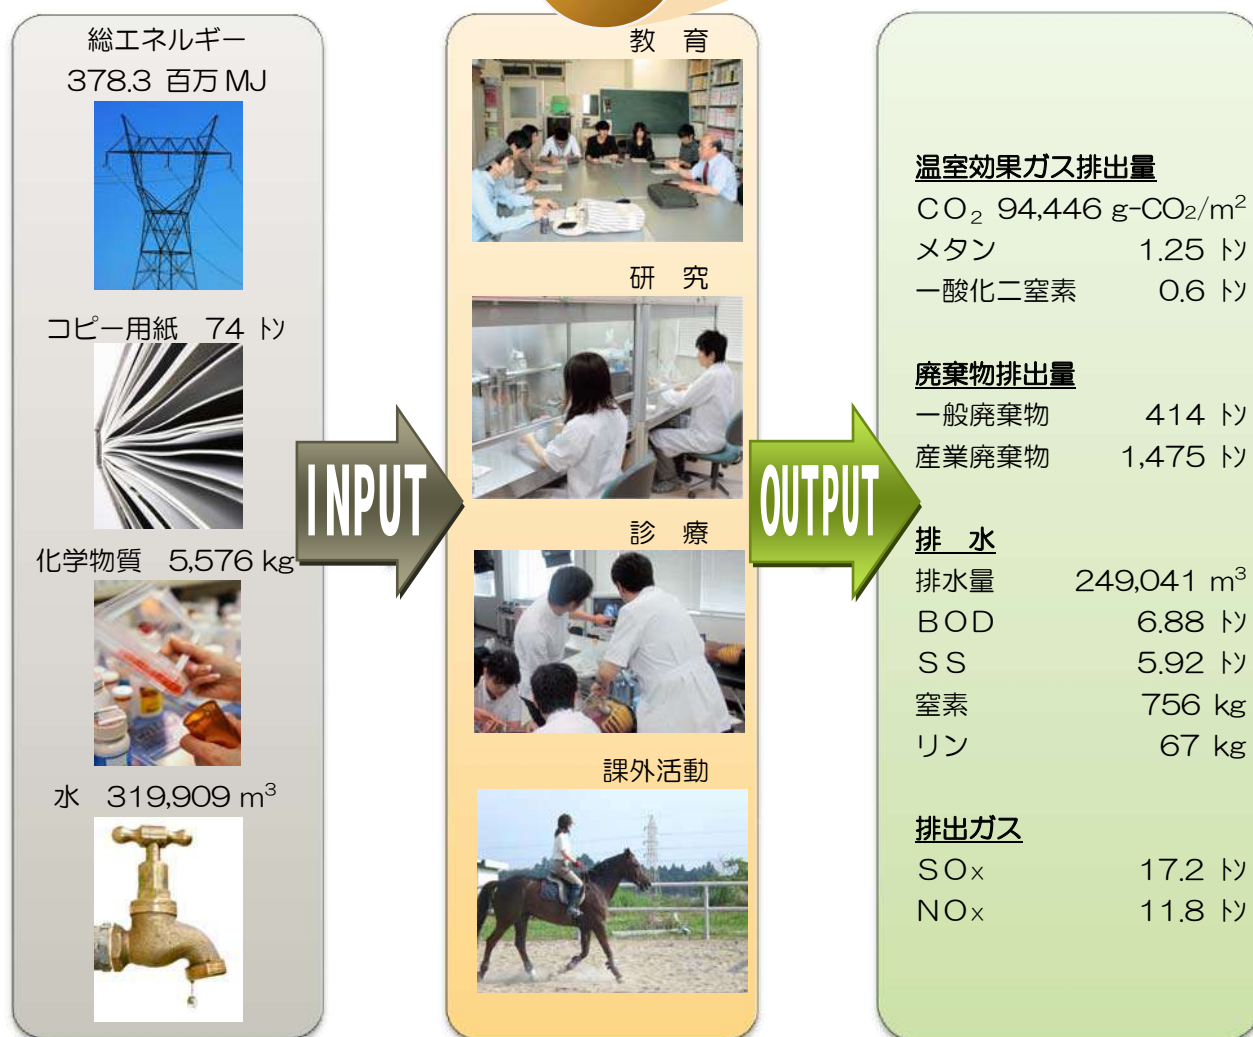 総エネルギー
378.3 百万MJ
コピー用紙 74 ㌧
化学物質 5,576 kg
水 319,909 m³
INPUT
教 育
研 究
診 療
課外活動
OUTPUT
温室効果ガス排出量
CO₂ 94,446 g-CO₂/m²
メタン 1.25 ㌧
一酸化二窒素 0.6 ㌧
廃棄物排出量
一般廃棄物 414 ㌧
産業廃棄物 1,475 ㌧
排 水
排水量 249,041 m³
BOD 6.88 ㌧
SS 5.92 ㌧
窒素 756 kg
リン 67 kg
排出ガス
SOx 17.2 ㌧
NOx 11.8 ㌧